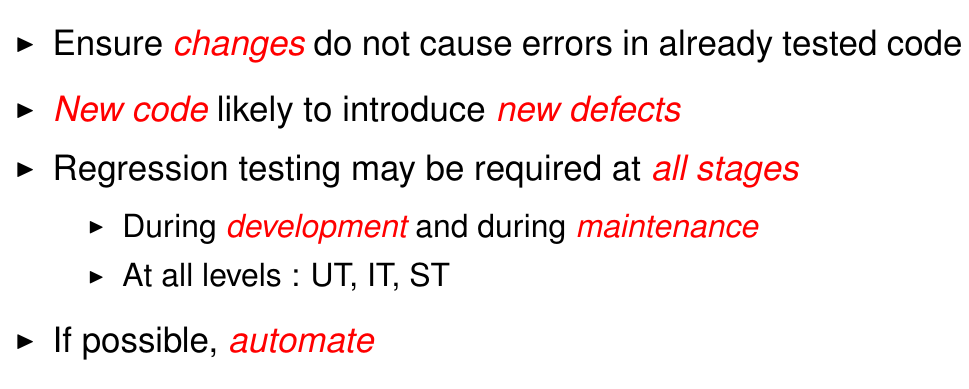 Ensure changes do not cause errors in already tested code
New code likely to introduce new defects
Regression testing may be required at all stages
During development and during maintenance
At all levels : UT, IT, ST
If possible, automate